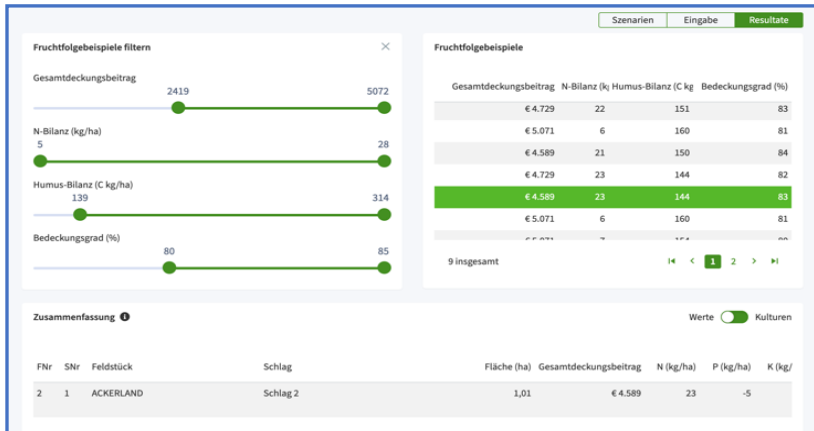 Szenarien Eingabe Resultate
Fruchtfolgebeispiele filtern
Gesamtdeckungsbeitrag
2419 5072
N-Bilanz (kg/ha)
5 28
Humus-Bilanz (C kg/ha)
139 314
Bedeckungsgrad (%)
80 85
Fruchtfolgebeispiele
Gesamtdeckungsbeitrag N-Bilanz (k Humus-Bilanz (C kg Bedeckungsgrad (%)
€ 4.729 22 151 83
€ 5.071 6 160 81
€ 4.589 21 150 84
€ 4.729 23 144 82
€ 4.589 23 144 83
€ 5.071 6 160 81
9 insgesamt 1 2
Zusammenfassung Werte Kulturen
FNr SNr Feldstück Schlag Fläche (ha) Gesamtdeckungsbeitrag N (kg/ha) P (kg/ha) K (kg/
2 1 ACKERLAND Schlag 2 1,01 € 4.589 23 -5